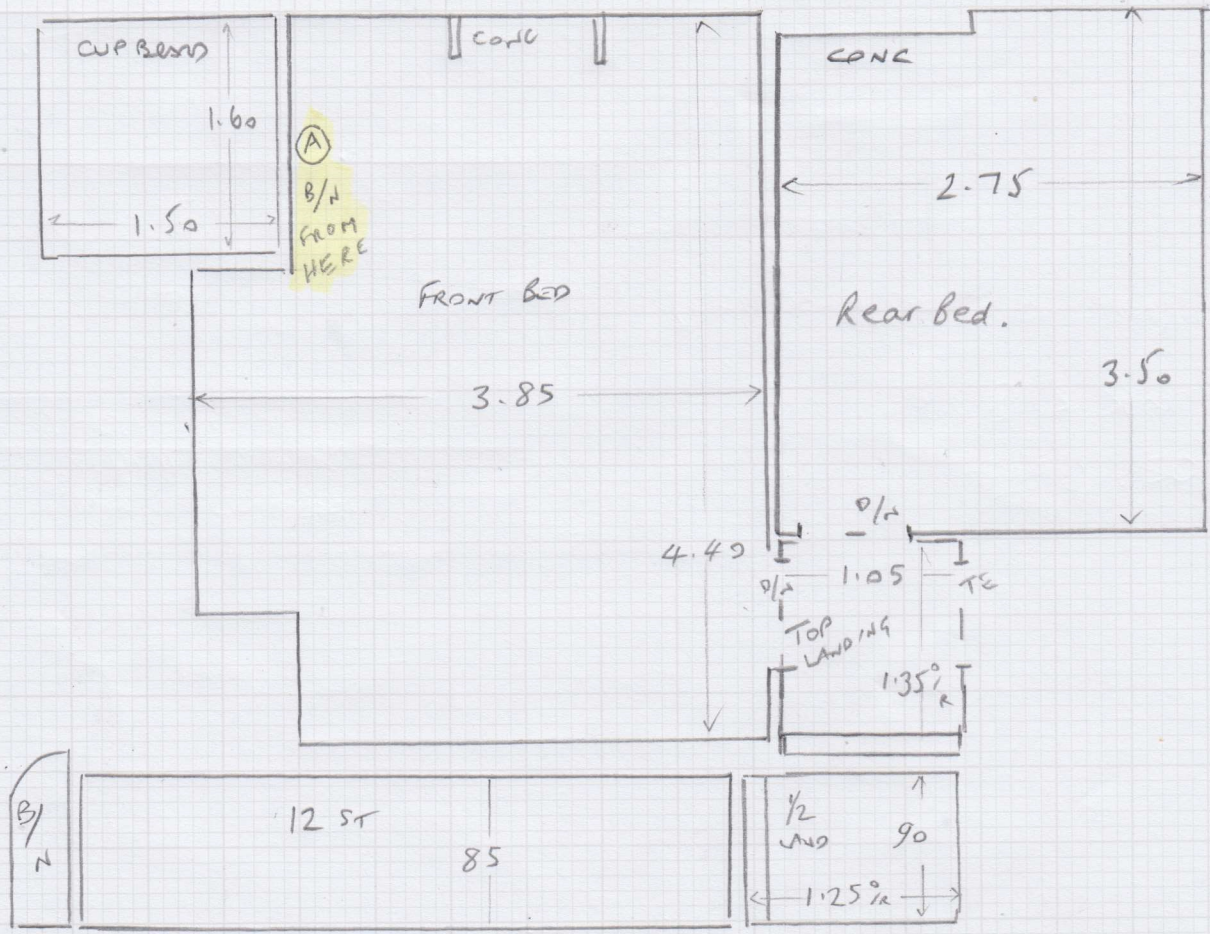 CUPBOARD
1.60
1.50
CONC
A
B/N
FROM
HERE
FRONT BED
3.85
4.40
CONC
2.75
Rear Bed.
3.50
D/N
D/N
1.05
TE
TOP
LANDING
1.35 o/R
B/
N
12 ST
85
1/2
LAND
90
1.25 o/R